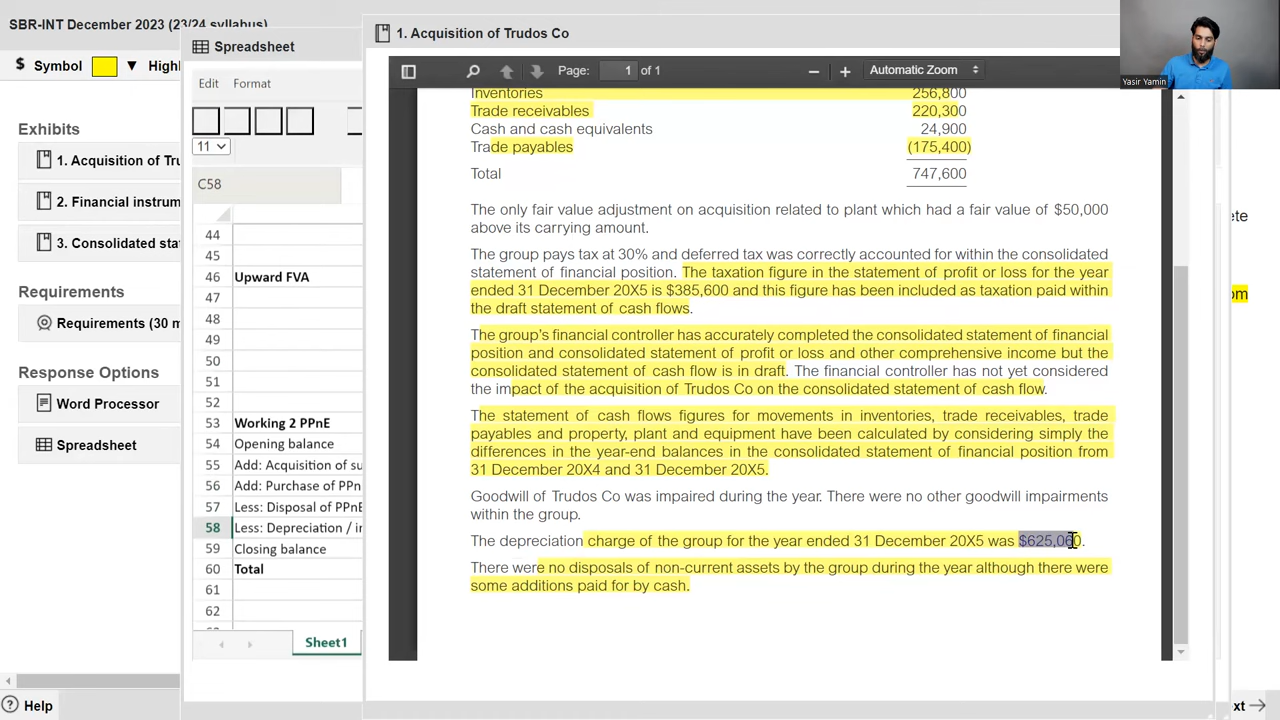 SBR-INT December 2023 (23/24 syllabus)
$ Symbol ▼ Highl
Exhibits
1. Acquisition of Tru
2. Financial instrum
3. Consolidated sta
Requirements
Requirements (30 m
Response Options
Word Processor
Spreadsheet
Help
Spreadsheet
Edit Format
11
C58
44
45
46 Upward FVA
47
48
49
50
51
52
53 Working 2 PPnE
54 Opening balance
55 Add: Acquisition of su
56 Add: Purchase of PPn
57 Less: Disposal of PPnE
58 Less: Depreciation / in
59 Closing balance
60 Total
61
62
Sheet1
1. Acquisition of Trudos Co
Page: 1 of 1 − + Automatic Zoom
Inventories 256,800
Trade receivables 220,300
Cash and cash equivalents 24,900
Trade payables (175,400)
Total 747,600
The only fair value adjustment on acquisition related to plant which had a fair value of $50,000
above its carrying amount.
The group pays tax at 30% and deferred tax was correctly accounted for within the consolidated
statement of financial position. The taxation figure in the statement of profit or loss for the year
ended 31 December 20X5 is $385,600 and this figure has been included as taxation paid within
the draft statement of cash flows.
The group's financial controller has accurately completed the consolidated statement of financial
position and consolidated statement of profit or loss and other comprehensive income but the
consolidated statement of cash flow is in draft. The financial controller has not yet considered
the impact of the acquisition of Trudos Co on the consolidated statement of cash flow.
The statement of cash flows figures for movements in inventories, trade receivables, trade
payables and property, plant and equipment have been calculated by considering simply the
differences in the year-end balances in the consolidated statement of financial position from
31 December 20X4 and 31 December 20X5.
Goodwill of Trudos Co was impaired during the year. There were no other goodwill impairments
within the group.
The depreciation charge of the group for the year ended 31 December 20X5 was $625,060.
There were no disposals of non-current assets by the group during the year although there were
some additions paid for by cash.
Yasir Yamin
ete
om
xt